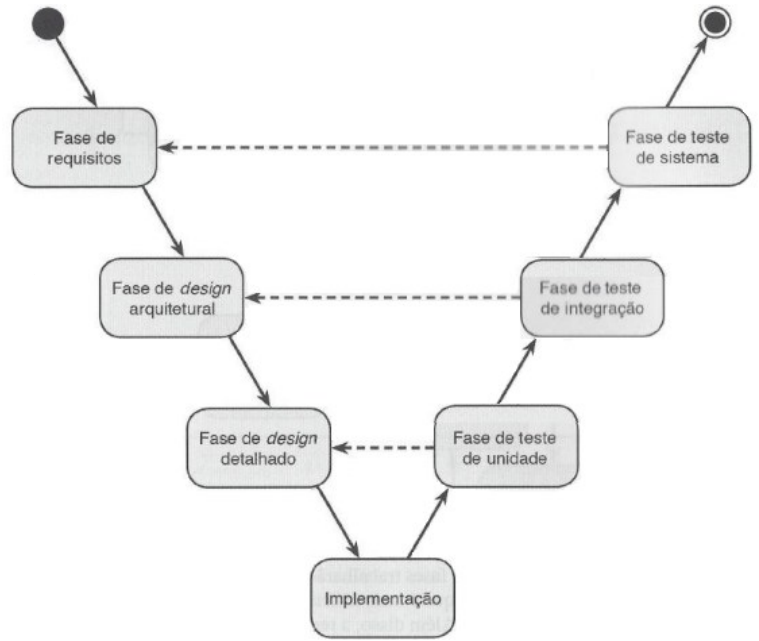 Fase de
requisitos
Fase de teste
de sistema
Fase de design
arquitetural
Fase de teste
de integração
Fase de design
detalhado
Fase de teste
de unidade
Implementação